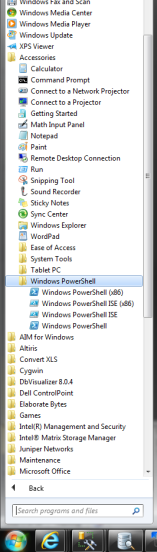 Windows Fax and Scan
Windows Media Center
Windows Media Player
Windows Update
XPS Viewer
Accessories
Calculator
Command Prompt
Connect to a Network Projector
Connect to a Projector
Getting Started
Math Input Panel
Notepad
Paint
Remote Desktop Connection
Run
Snipping Tool
Sound Recorder
Sticky Notes
Sync Center
Windows Explorer
WordPad
Ease of Access
System Tools
Tablet PC
Windows PowerShell
Windows PowerShell (x86)
Windows PowerShell ISE (x86)
Windows PowerShell ISE
Windows PowerShell
AIM for Windows
Altiris
Convert XLS
Cygwin
DbVisualizer 8.0.4
Dell ControlPoint
Elaborate Bytes
Games
Intel(R) Management and Security
Intel® Matrix Storage Manager
Juniper Networks
Maintenance
Microsoft Office
Back
Search programs and files